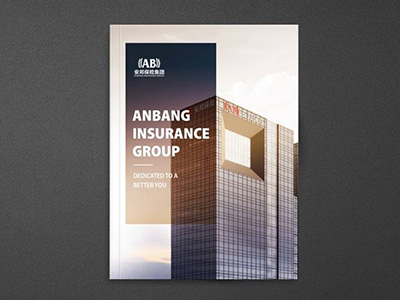 (AB)
安邦保险集团
ANBANG
INSURANCE
GROUP
DEDICATED TO A
BETTER YOU